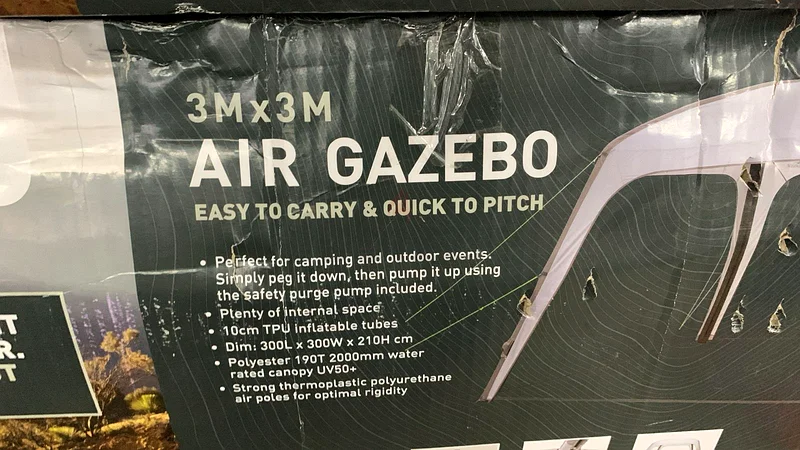 3M x 3M
AIR GAZEBO
EASY TO CARRY & QUICK TO PITCH
• Perfect for camping and outdoor events.
Simply peg it down, then pump it up using
the safety purge pump included.
• Plenty of internal space
• 10cm TPU inflatable tubes
• Dim: 300L x 300W x 210H cm
• Polyester 190T 2000mm water
rated canopy UV50+
• Strong thermoplastic polyurethane
air poles for optimal rigidity